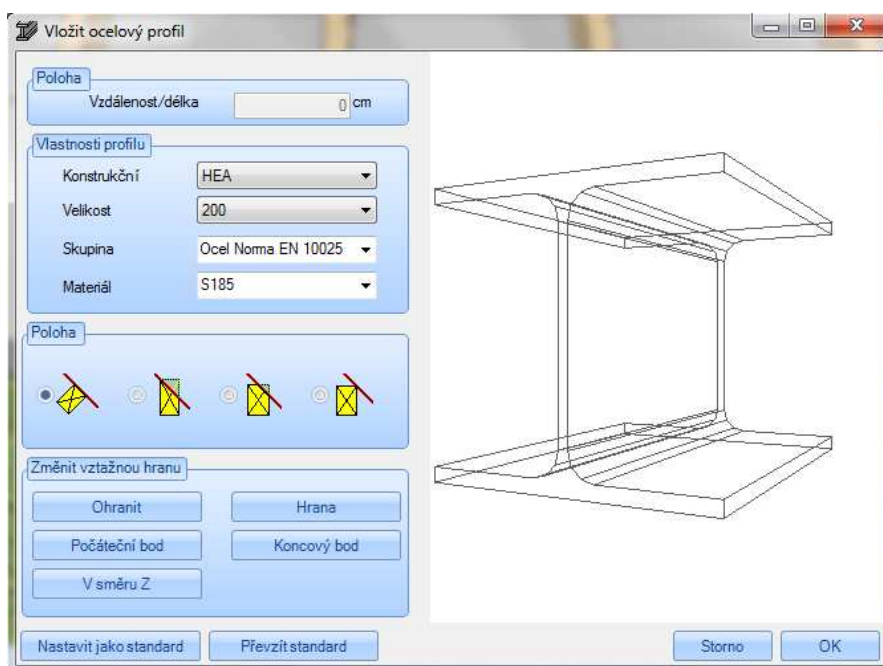 Vložit ocelový profil
Poloha
Vzdálenost/délka 0 cm
Vlastnosti profilu
Konstrukční HEA
Velikost 200
Skupina Ocel Norma EN 10025
Materiál S185
Poloha
Změnit vztažnou hranu
Ohranit Hrana
Počáteční bod Koncový bod
V směru Z
Nastavit jako standard Převzít standard Storno OK